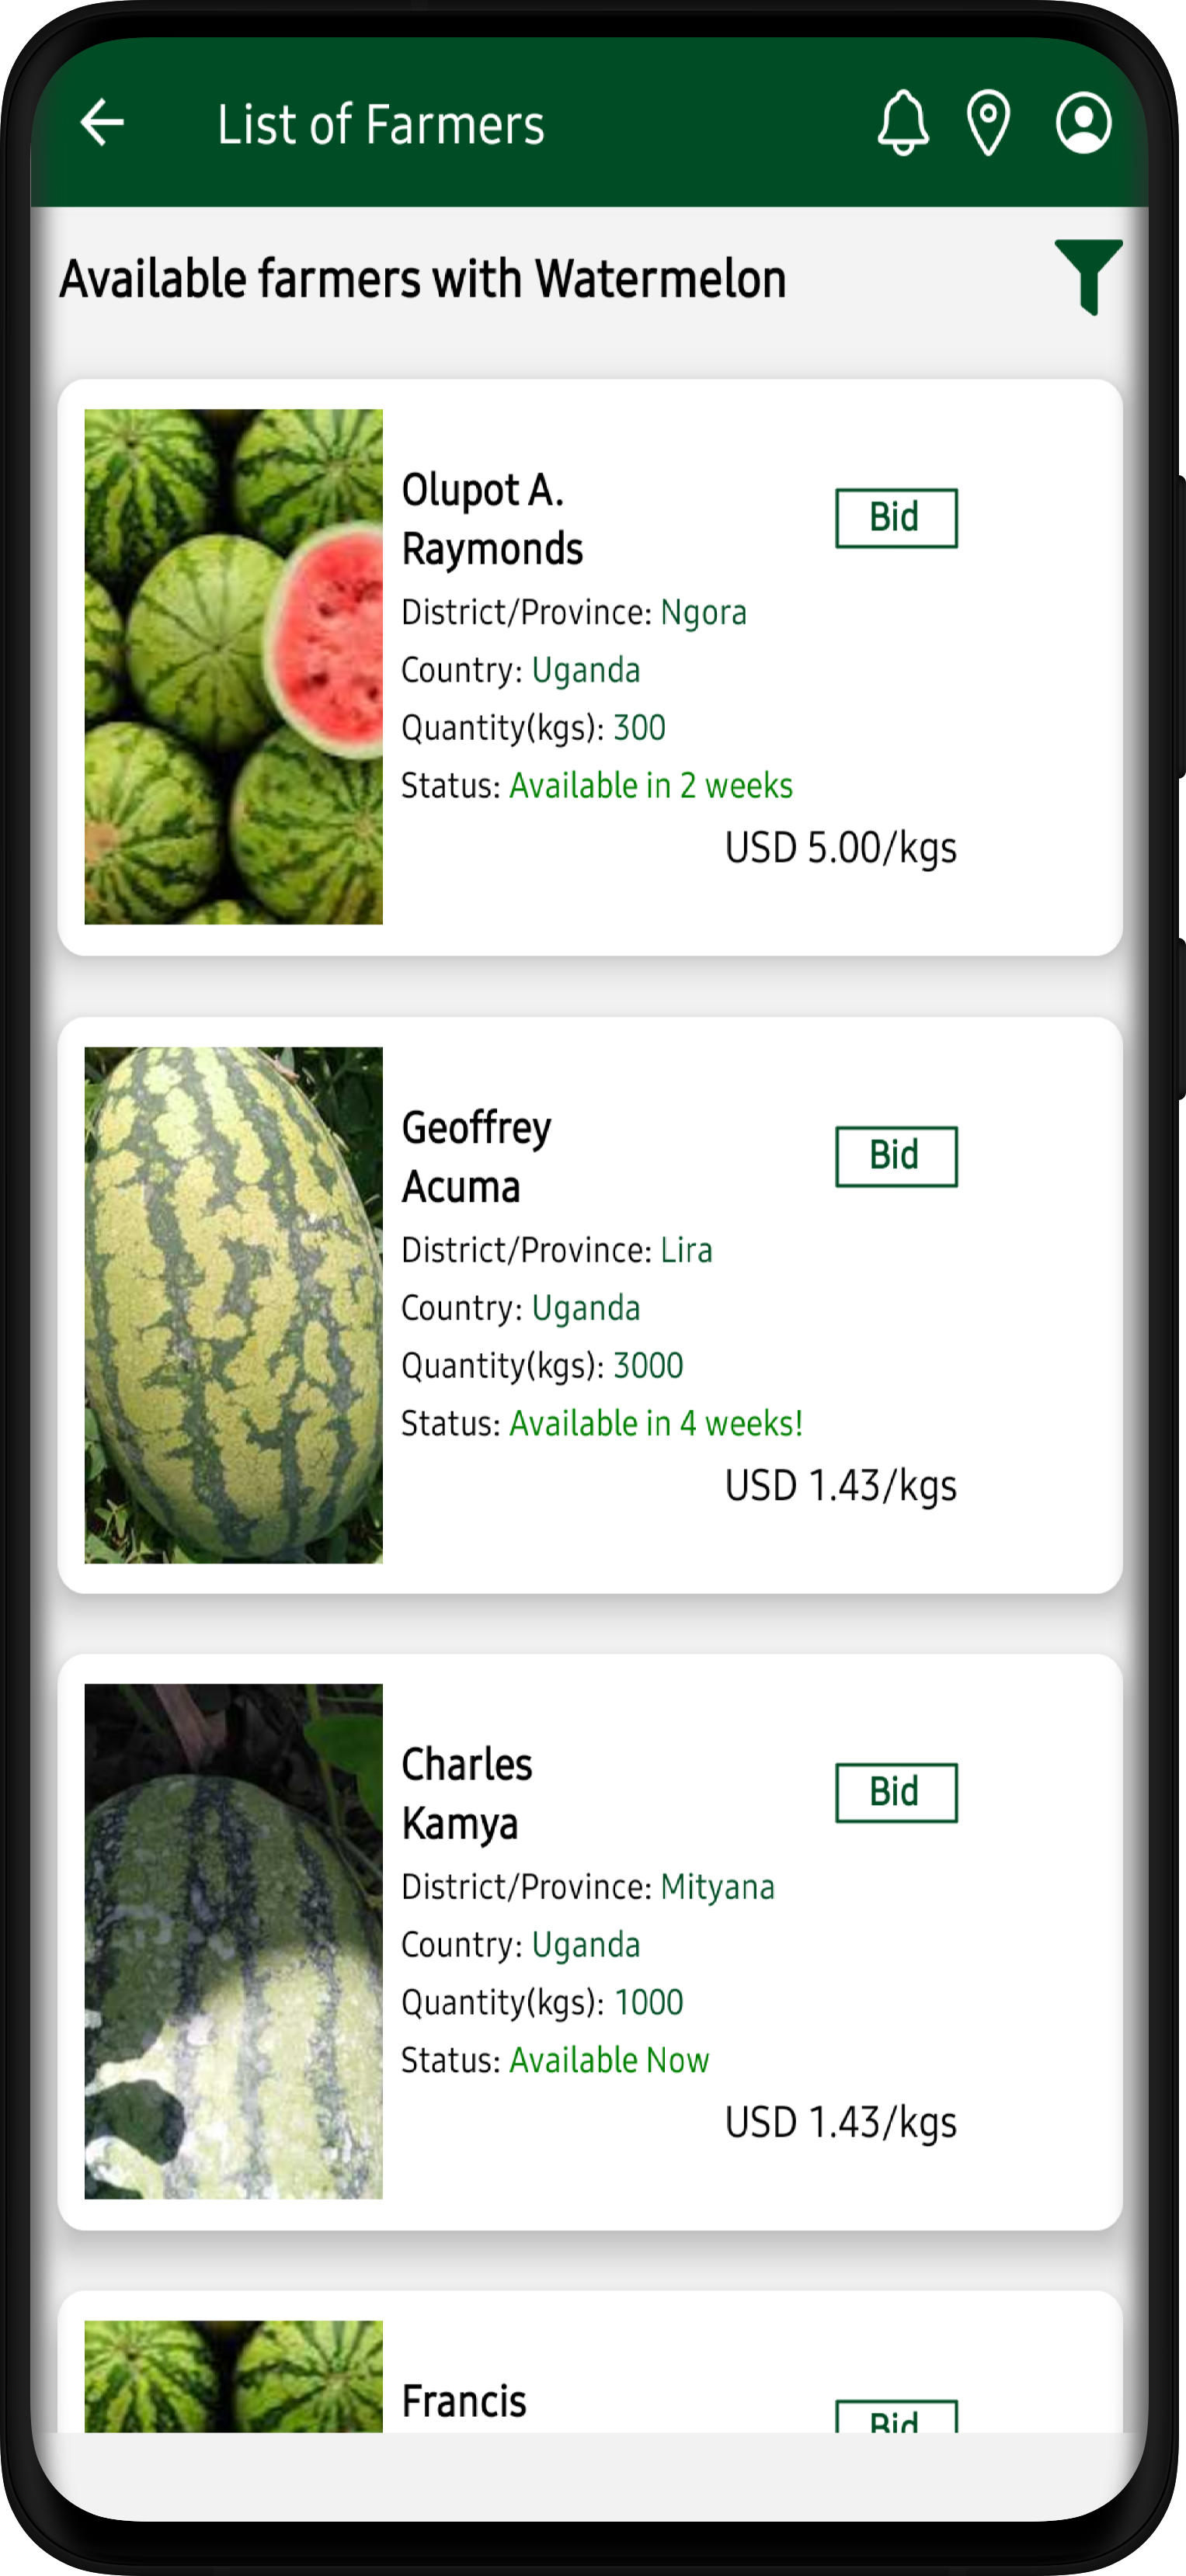 List of Farmers
Available farmers with Watermelon
Olupot A.
Raymonds
Bid
District/Province: Ngora
Country: Uganda
Quantity(kgs): 300
Status: Available in 2 weeks
USD 5.00/kgs
Geoffrey
Acuma
Bid
District/Province: Lira
Country: Uganda
Quantity(kgs): 3000
Status: Available in 4 weeks!
USD 1.43/kgs
Charles
Kamya
Bid
District/Province: Mityana
Country: Uganda
Quantity(kgs): 1000
Status: Available Now
USD 1.43/kgs
Francis
Bid